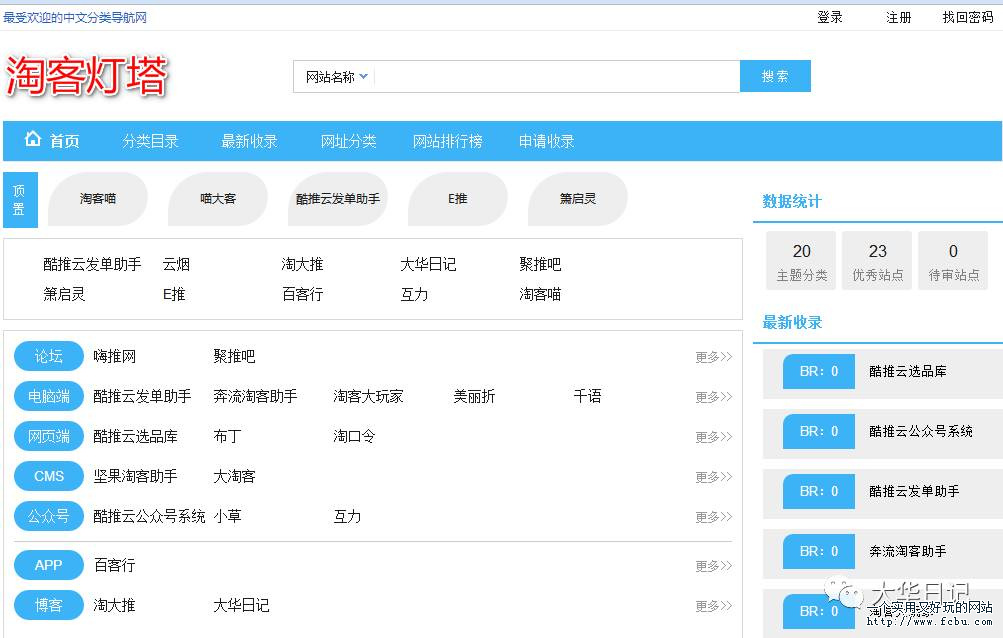 最受欢迎的中文分类导航网 登录 注册 找回密码
淘客灯塔
网站名称 搜索
首页 分类目录 最新收录 网址分类 网站排行榜 申请收录
顶置 淘客喵 喵大客 酷推云发单助手 E推 箫启灵
酷推云发单助手 云烟 淘大推 大华日记 聚推吧
箫启灵 E推 百客行 互力 淘客喵
论坛 嗨推网 聚推吧 更多>>
电脑端 酷推云发单助手 奔流淘客助手 淘客大玩家 美丽折 千语 更多>>
网页端 酷推云选品库 布丁 淘口令 更多>>
CMS 坚果淘客助手 大淘客 更多>>
公众号 酷推云公众号系统 小草 互力 更多>>
APP 百客行 更多>>
博客 淘大推 大华日记 更多>>
数据统计
20 23 0
主题分类 优秀站点 待审站点
最新收录
BR: 0 酷推云选品库
BR: 0 酷推云公众号系统
BR: 0 酷推云发单助手
BR: 0 奔流淘客助手
BR: 0
大华日记
一个实用又好玩的网站
http://www.fcbu.com